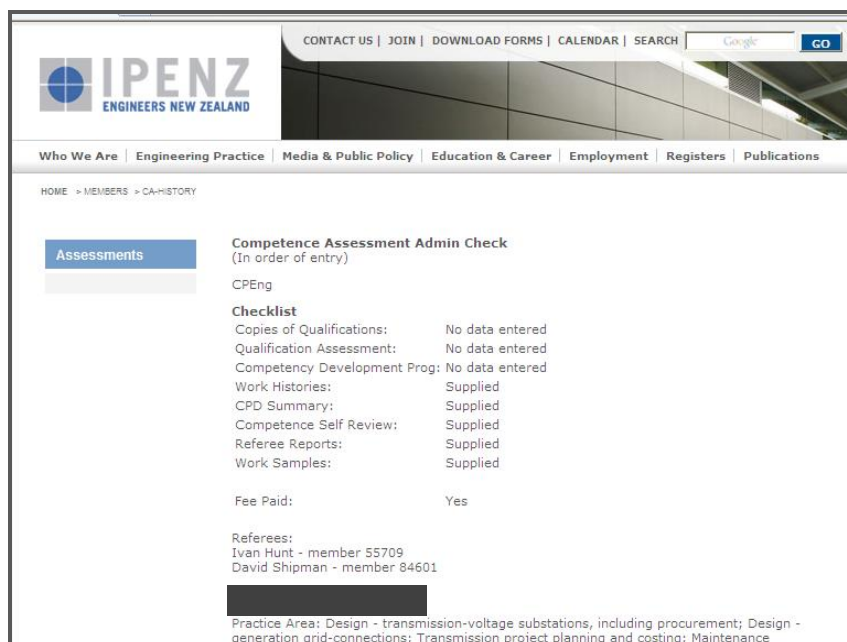 CONTACT US | JOIN | DOWNLOAD FORMS | CALENDAR | SEARCH Google GO
IPENZ
ENGINEERS NEW ZEALAND
Who We Are | Engineering Practice | Media & Public Policy | Education & Career | Employment | Registers | Publications
HOME > MEMBERS > CA-HISTORY
Assessments
Competence Assessment Admin Check
(In order of entry)
CPEng
Checklist
Copies of Qualifications: No data entered
Qualification Assessment: No data entered
Competency Development Prog: No data entered
Work Histories: Supplied
CPD Summary: Supplied
Competence Self Review: Supplied
Referee Reports: Supplied
Work Samples: Supplied
Fee Paid: Yes
Referees:
Ivan Hunt - member 55709
David Shipman - member 84601
Practice Area: Design - transmission-voltage substations, including procurement; Design -
generation grid-connections; Transmission project planning and costing; Maintenance